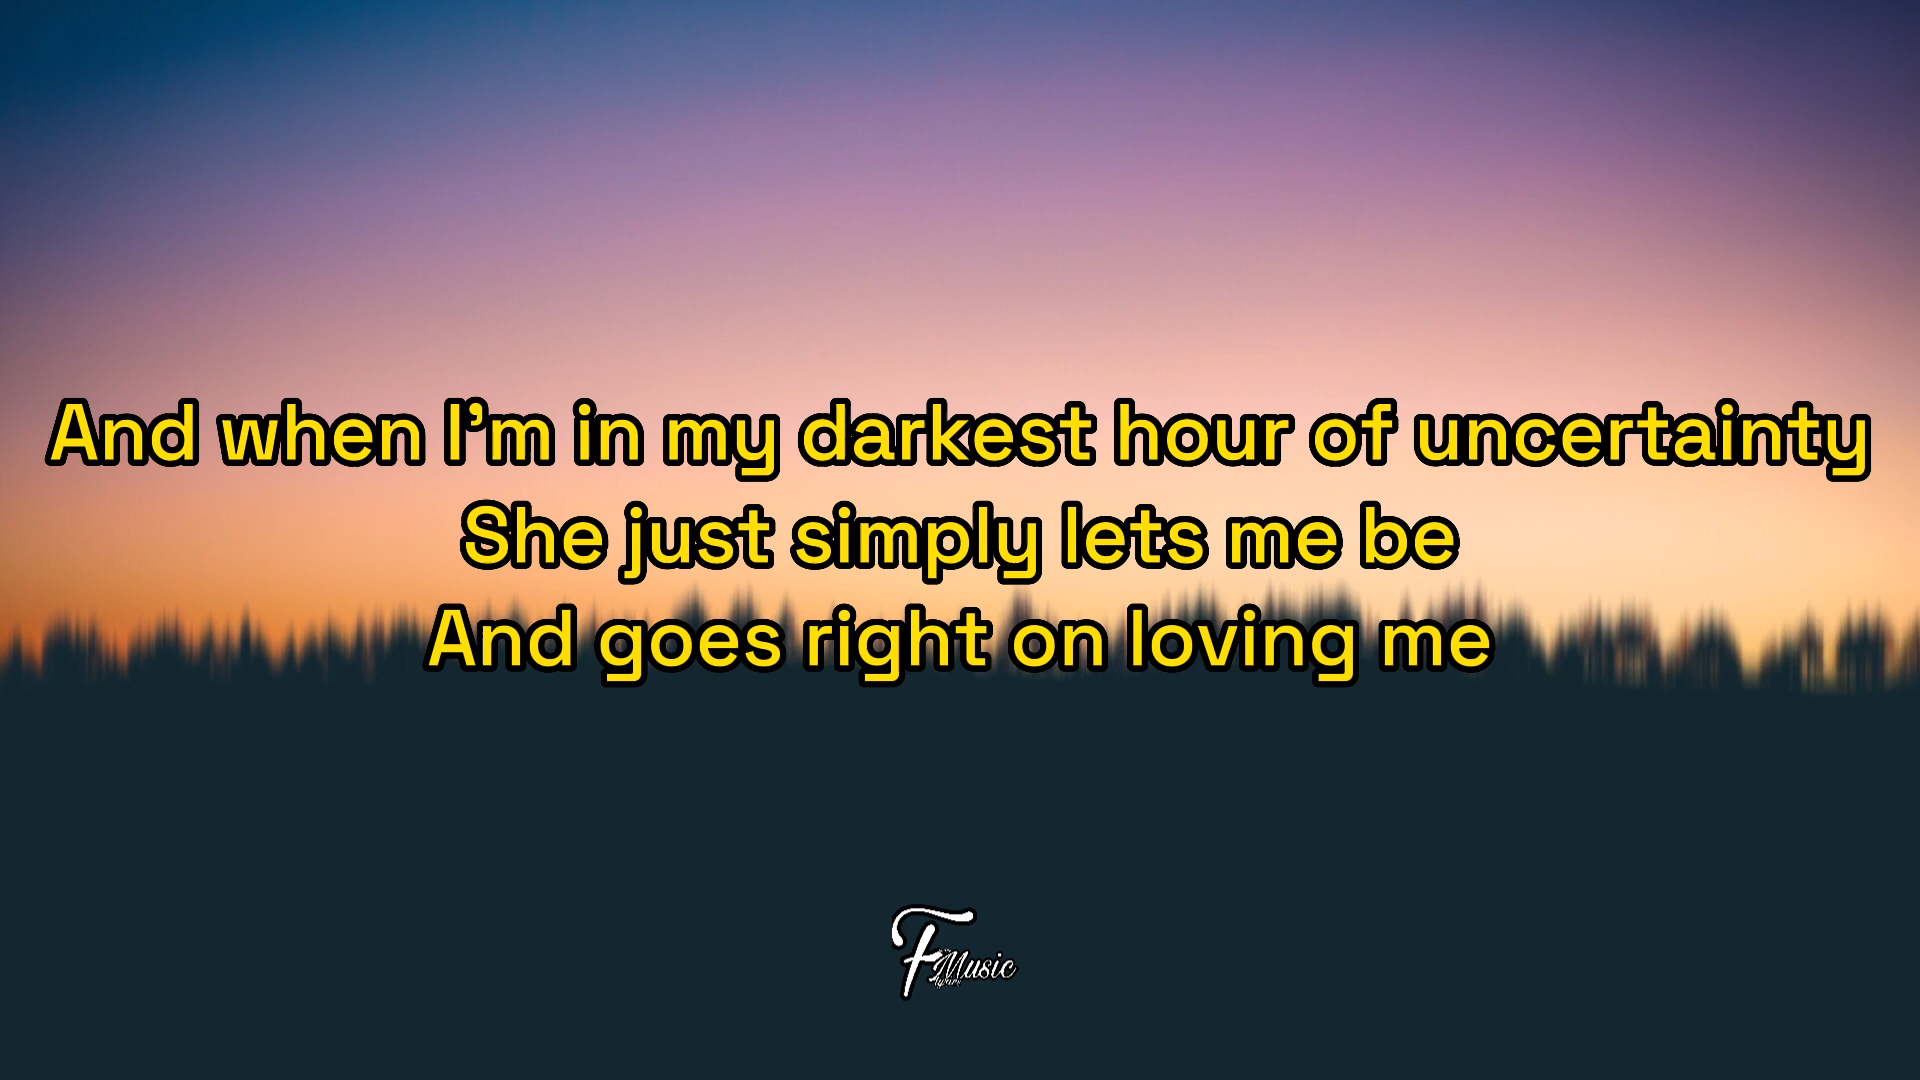 And when I’m in my darkest hour of uncertainty
She just simply lets me be
And goes right on loving me
F Music